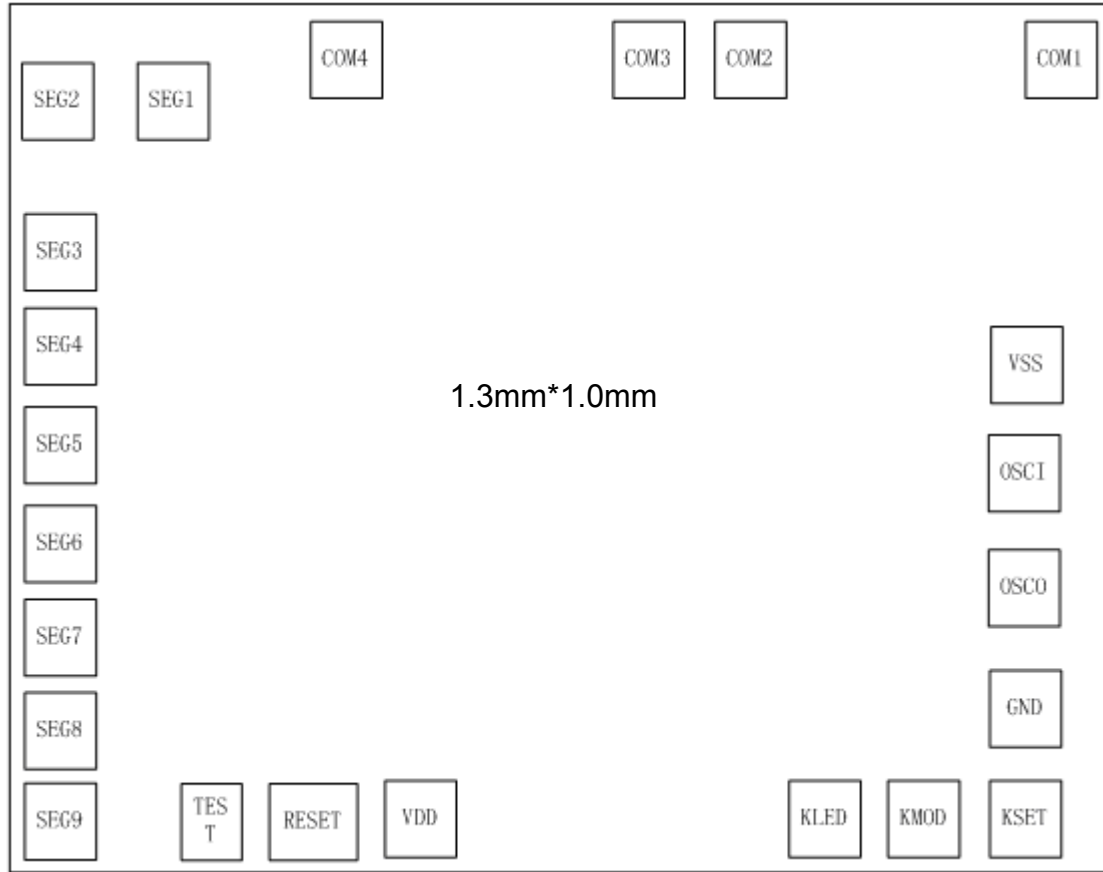 COM4
COM3
COM2
COM1
SEG2
SEG1
SEG3
SEG4
VSS
1.3mm*1.0mm
SEG5
OSCI
SEG6
OSCO
SEG7
GND
SEG8
SEG9
TES
T
RESET
VDD
KLED
KMOD
KSET